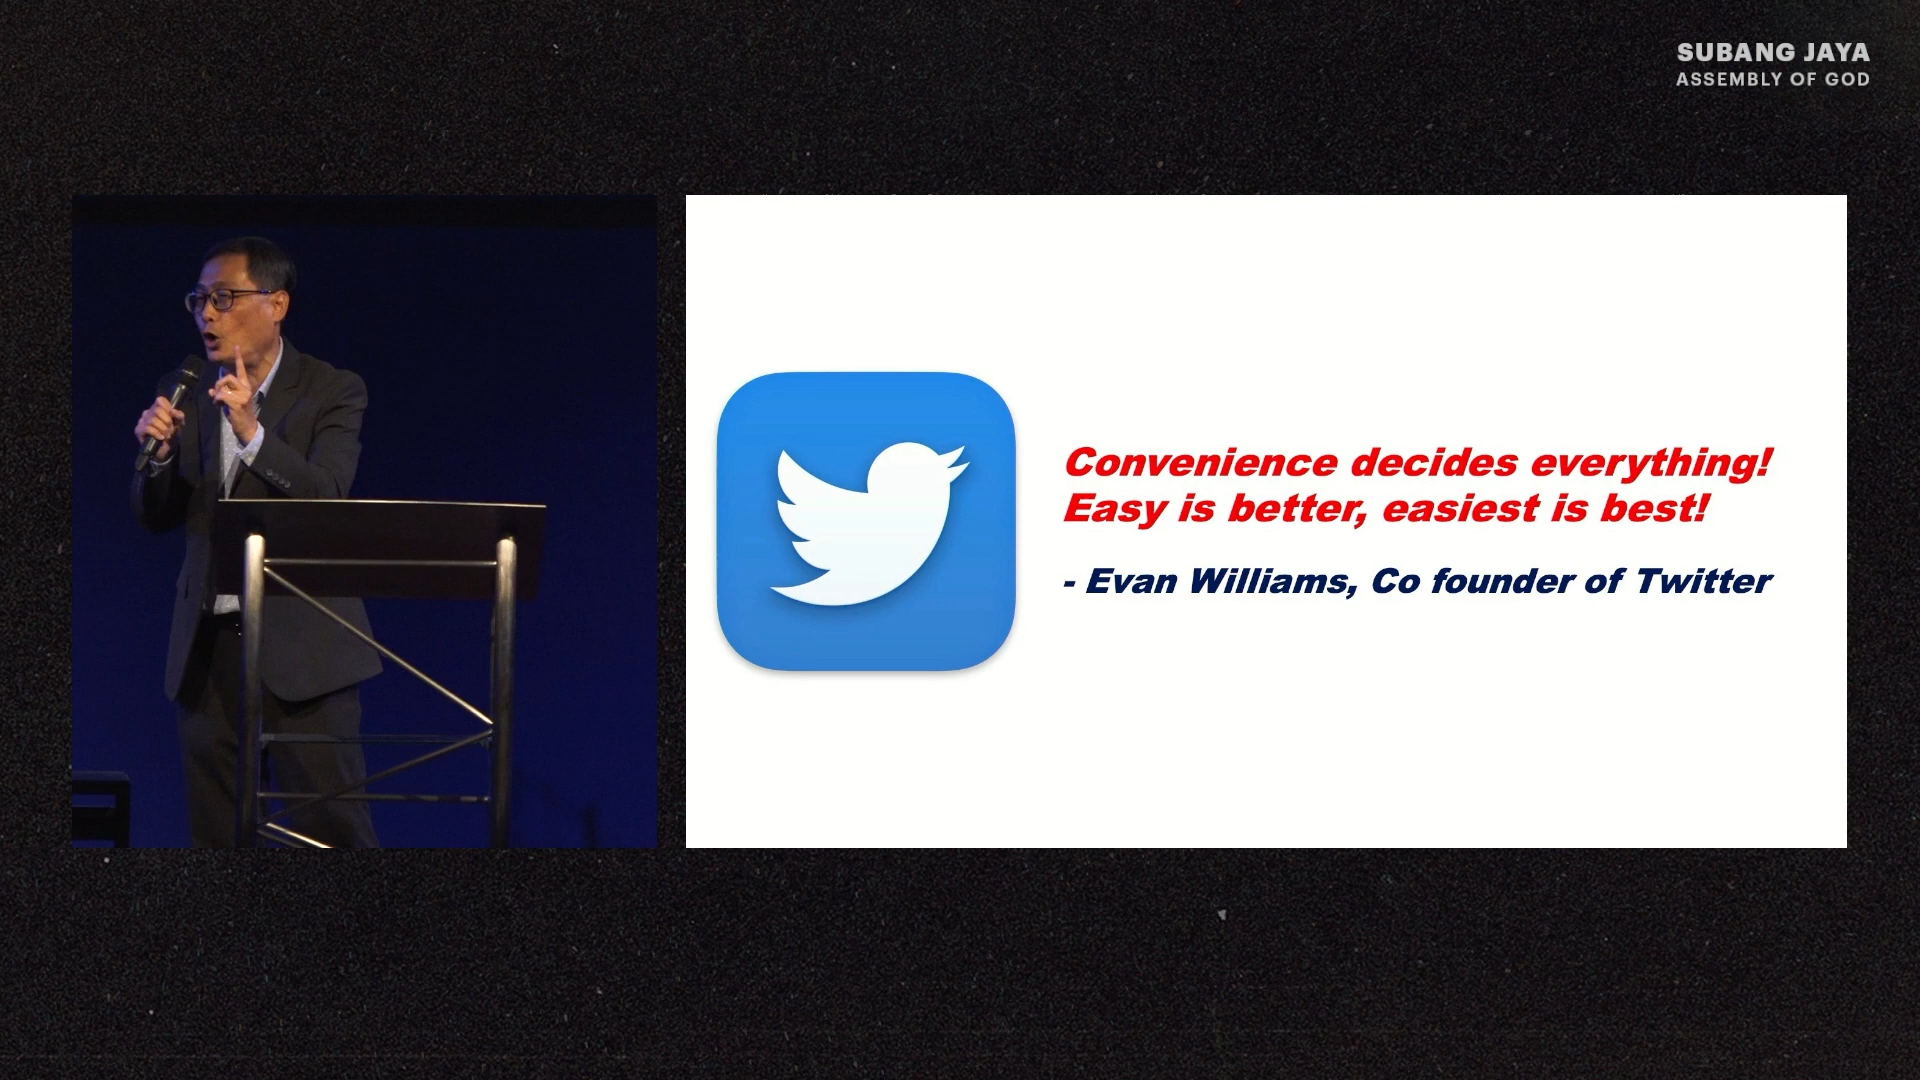 SUBANG JAYA
ASSEMBLY OF GOD
Convenience decides everything!
Easy is better, easiest is best!
- Evan Williams, Co founder of Twitter